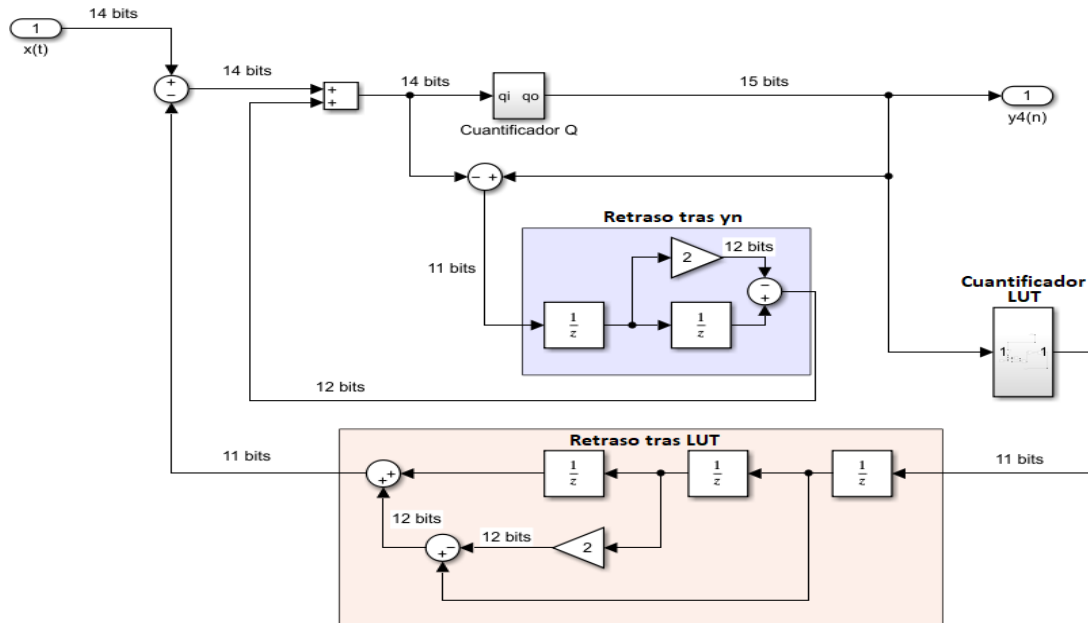 14 bits
1
x(t)
+
−
14 bits
+
+
14 bits
qi qo
Cuantificador Q
15 bits
1
y4(n)
− +
Retraso tras yn
11 bits
2
12 bits
−
+
1/z
1/z
12 bits
Cuantificador
LUT
1 1
Retraso tras LUT
11 bits
+
+
1/z
1/z
1/z
11 bits
12 bits
−
+
12 bits
2